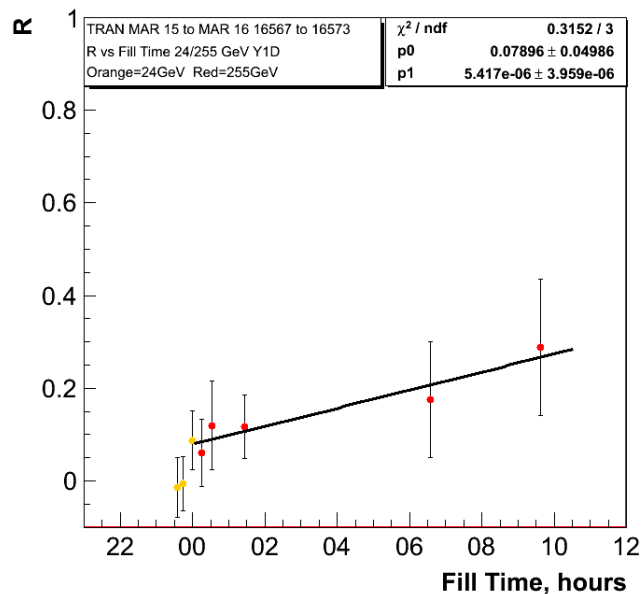 R
TRAN MAR 15 to MAR 16 16567 to 16573
R vs Fill Time 24/255 GeV Y1D
Orange=24GeV Red=255GeV
χ² / ndf 0.3152 / 3
p0 0.07896 ± 0.04986
p1 5.417e-06 ± 3.959e-06
1
0.8
0.6
0.4
0.2
0
22 00 02 04 06 08 10 12
Fill Time, hours